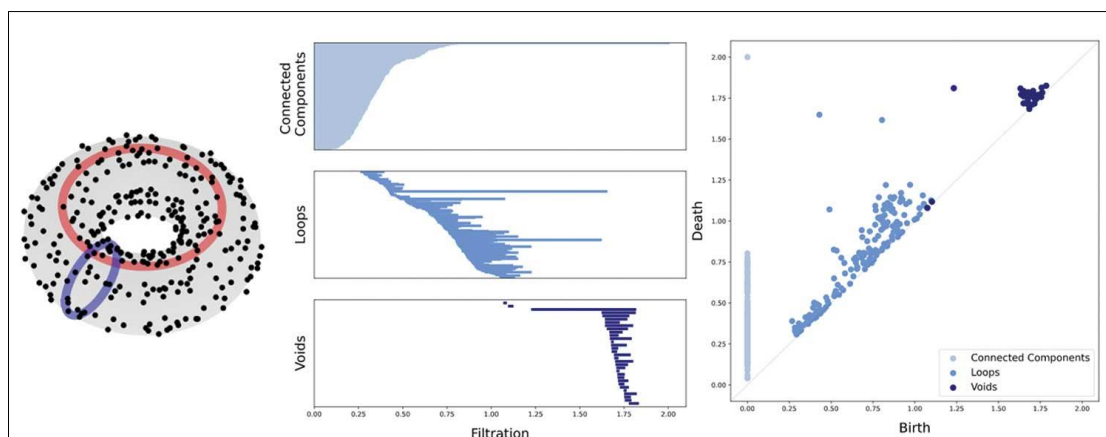 Connected
Components
Loops
Voids
0.00 0.25 0.50 0.75 1.00 1.25 1.50 1.75 2.00
Filtration
Death
2.00
1.75
1.50
1.25
1.00
0.75
0.50
0.25
0.00
Connected Components
Loops
Voids
0.00 0.25 0.50 0.75 1.00 1.25 1.50 1.75 2.00
Birth